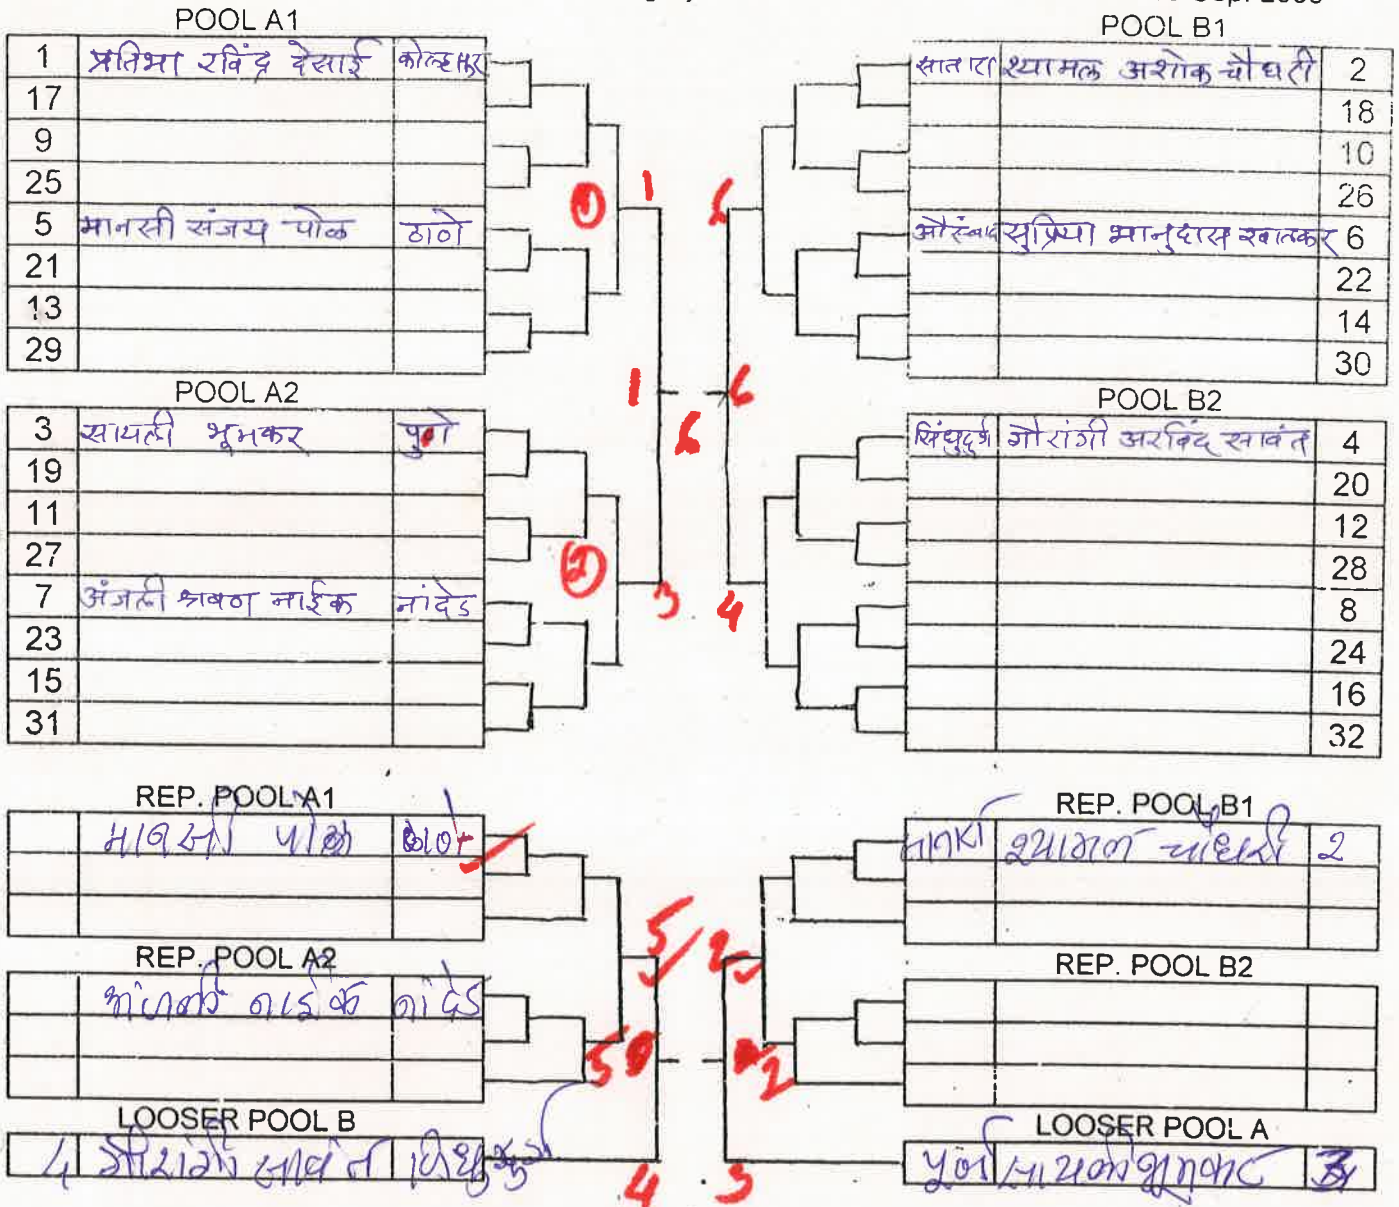 POOL A1
1 प्रतिभा रविंद्र देसाई कोल्हापूर
17
9
25
5 मानसी संजय पोळ ठाणे
21
13
29
POOL A2
3 सायली भूमकर पुणे
19
11
27
7 अंजली श्रवण नाईक नांदेड
23
15
31
POOL B1
सातारा श्यामल अशोक चौधरी 2
18
10
26
सुप्रिया भानुदास खालकर 6
22
14
30
POOL B2
सिंधुदुर्ग गौरांगी अरविंद सावंत 4
20
12
28
8
24
16
32
1
1
3
6
6
6
4
REP. POOL A1
मानसी पोळ
REP. POOL A2
अंजली नाईक नांदेड
LOOSER POOL B
4 गौरांगी सावंत
5
5
4
REP. POOL B1
श्यामल चौधरी 2
REP. POOL B2
LOOSER POOL A
सायली भूमकर 3
2
2
3